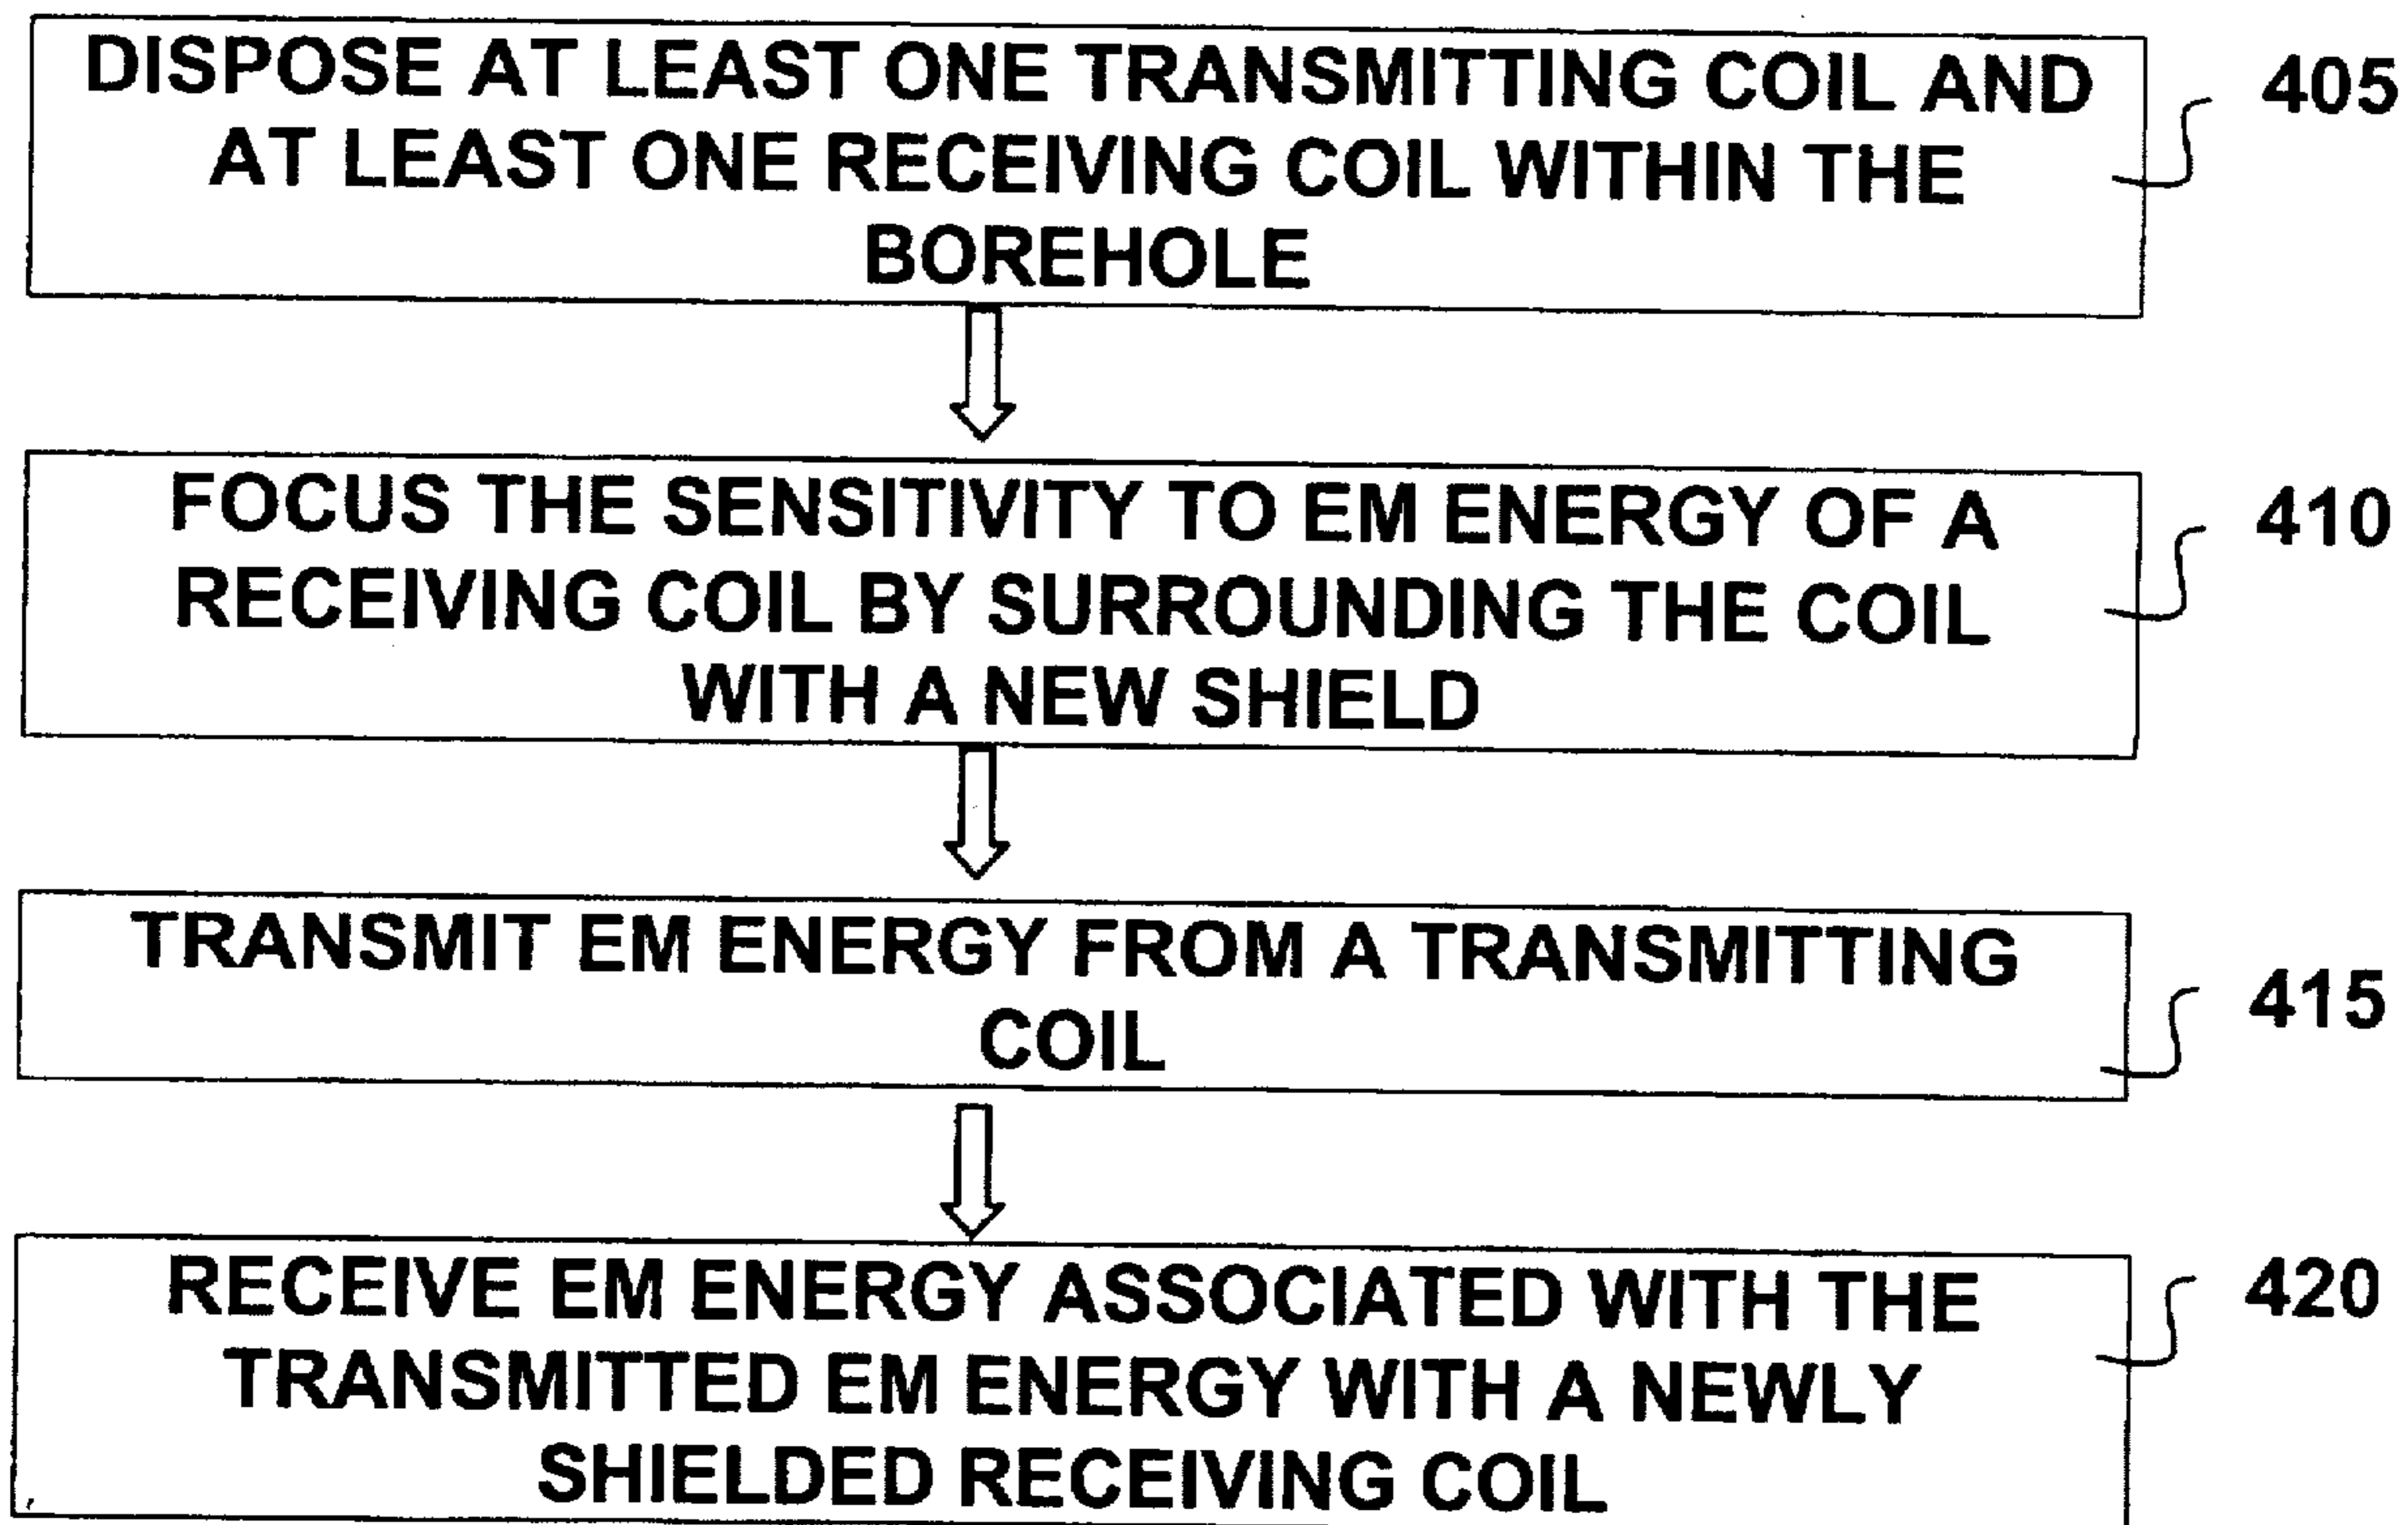 DISPOSE AT LEAST ONE TRANSMITTING COIL AND
AT LEAST ONE RECEIVING COIL WITHIN THE
BOREHOLE
405
FOCUS THE SENSITIVITY TO EM ENERGY OF A
RECEIVING COIL BY SURROUNDING THE COIL
WITH A NEW SHIELD
410
TRANSMIT EM ENERGY FROM A TRANSMITTING
COIL
415
RECEIVE EM ENERGY ASSOCIATED WITH THE
TRANSMITTED EM ENERGY WITH A NEWLY
SHIELDED RECEIVING COIL
420